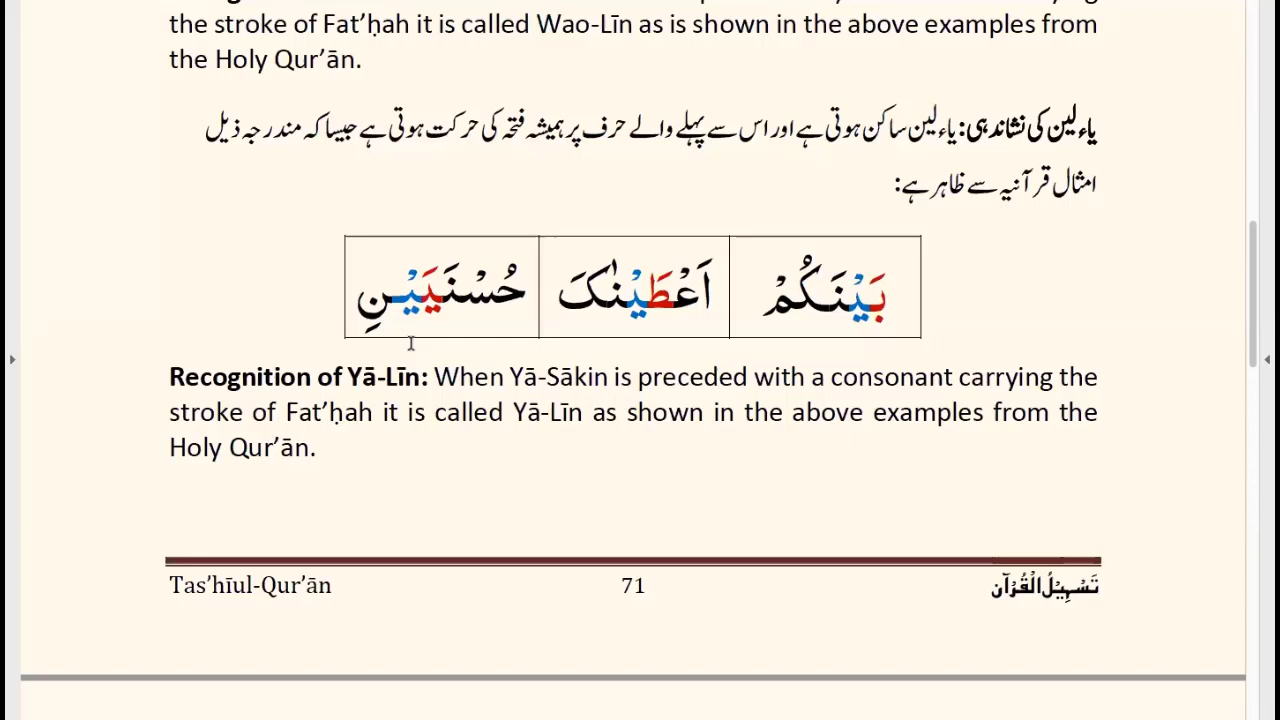 the stroke of Fat’ḥah it is called Wao-Līn as is shown in the above examples from
the Holy Qur’ān.
یاء لین کی نشاندہی: یاء لین ساکن ہوتی ہے اور اس سے پہلے والے حرف پر ہمیشہ فتحہ کی حرکت ہوتی ہے جیسا کہ مندرجہ ذیل
امثال قرآنیہ سے ظاہر ہے:
بَيْنَكُمْ اَعْطَيْنٰكَ حُسْنَيَيْنِ
Recognition of Yā-Līn: When Yā-Sākin is preceded with a consonant carrying the
stroke of Fat’ḥah it is called Yā-Līn as shown in the above examples from the
Holy Qur’ān.
Tas’hīul-Qur’ān 71 تَسْہِیْلُ الْقُرْآن